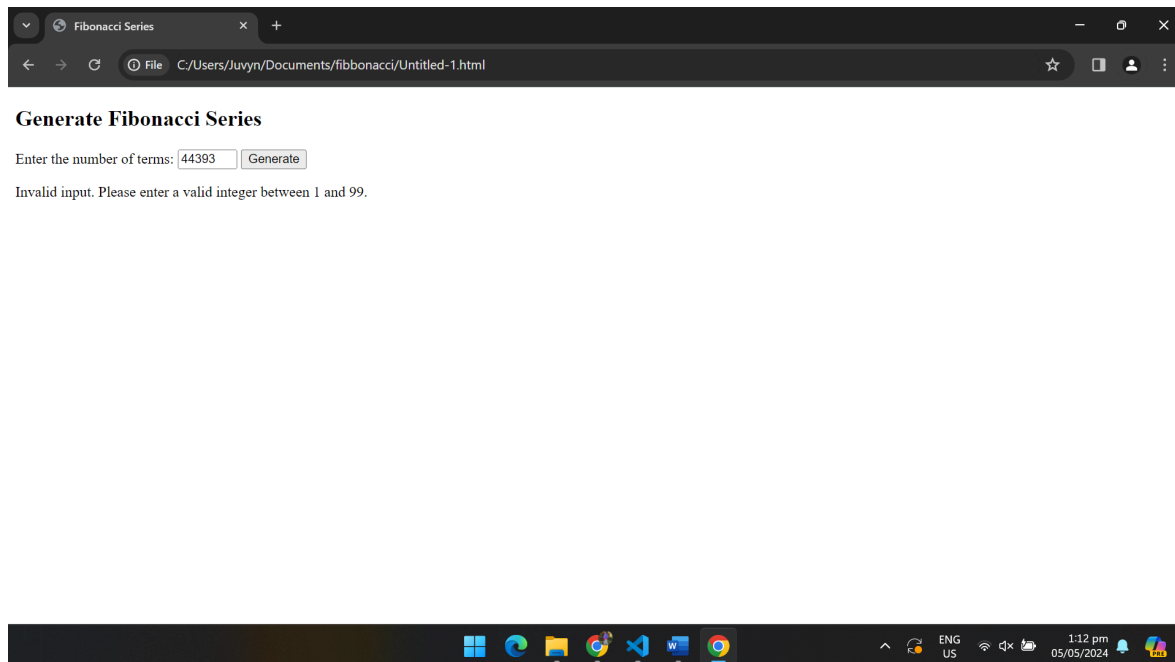 Fibonacci Series
File C:/Users/Juvyn/Documents/fibbonacci/Untitled-1.html
Generate Fibonacci Series
Enter the number of terms: 44393 Generate
Invalid input. Please enter a valid integer between 1 and 99.
W
ENG
US
1:12 pm
05/05/2024
PRE